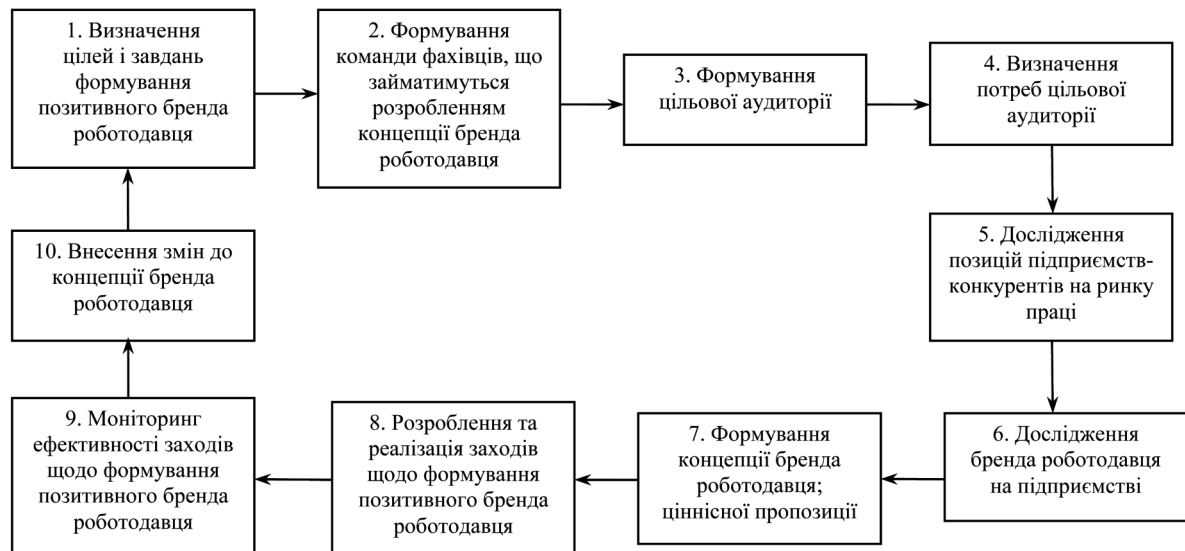 1. Визначення
цілей і завдань
формування
позитивного бренда
роботодавця
2. Формування
команди фахівців, що
займатимуться
розробленням
концепції бренда
роботодавця
3. Формування
цільової аудиторії
4. Визначення
потреб цільової
аудиторії
5. Дослідження
позицій підприємств-
конкурентів на ринку
праці
6. Дослідження
бренда роботодавця
на підприємстві
7. Формування
концепції бренда
роботодавця;
ціннісної пропозиції
8. Розроблення та
реалізація заходів
щодо формування
позитивного бренда
роботодавця
9. Моніторинг
ефективності заходів
щодо формування
позитивного бренда
роботодавця
10. Внесення змін до
концепції бренда
роботодавця